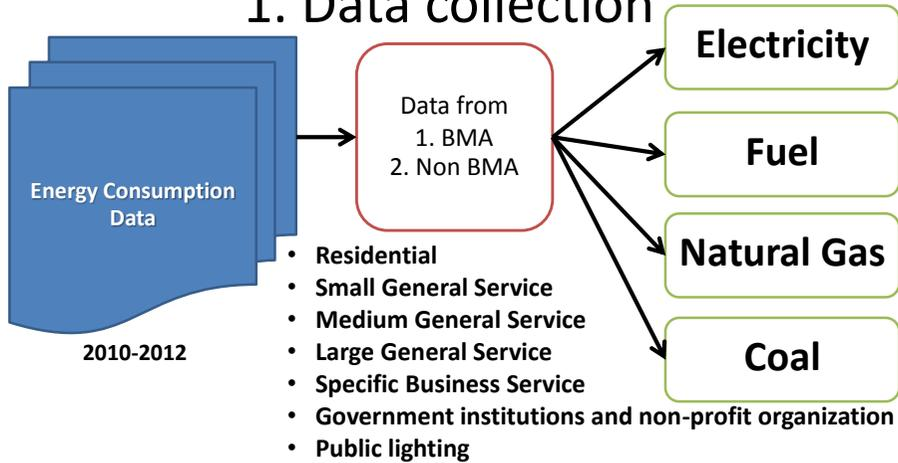 1. Data collection
Energy Consumption
Data
2010-2012
Data from
1. BMA
2. Non BMA
Electricity
Fuel
Natural Gas
Coal
• Residential
• Small General Service
• Medium General Service
• Large General Service
• Specific Business Service
• Government institutions and non-profit organization
• Public lighting